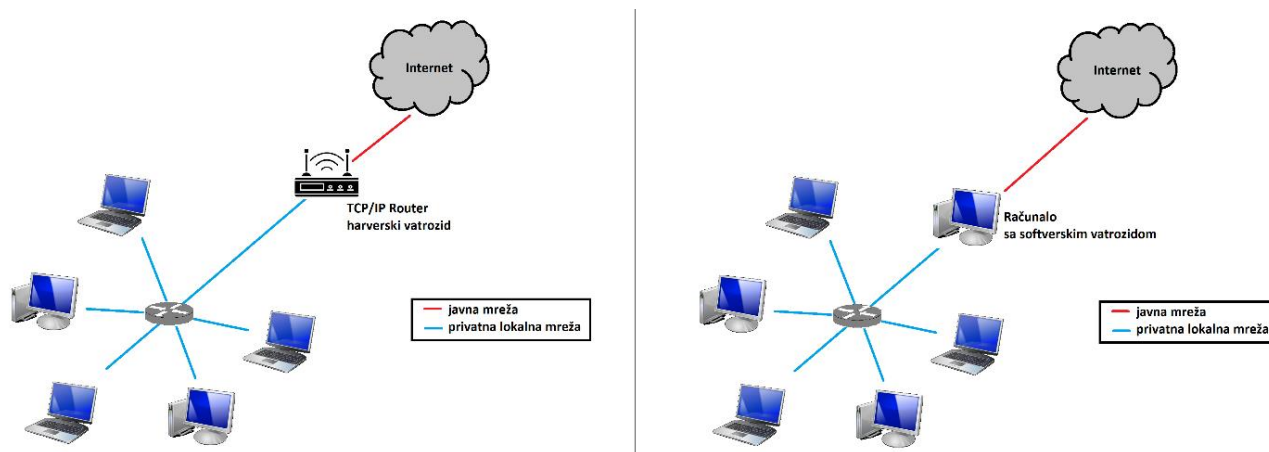 Internet
TCP/IP Router
harverski vatrozid
javna mreža
privatna lokalna mreža
Internet
Računalo
sa softverskim vatrozidom
javna mreža
privatna lokalna mreža